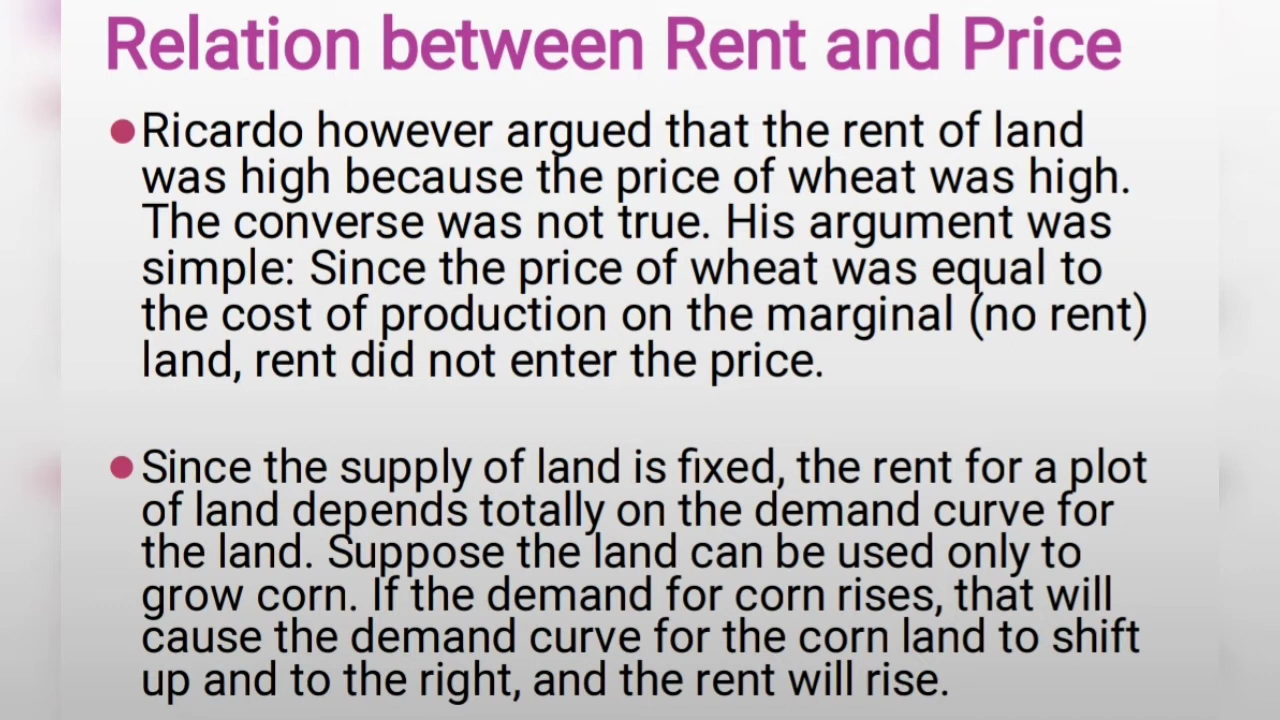 Relation between Rent and Price
●Ricardo however argued that the rent of land
was high because the price of wheat was high.
The converse was not true. His argument was
simple: Since the price of wheat was equal to
the cost of production on the marginal (no rent)
land, rent did not enter the price.
●Since the supply of land is fixed, the rent for a plot
of land depends totally on the demand curve for
the land. Suppose the land can be used only to
grow corn. If the demand for corn rises, that will
cause the demand curve for the corn land to shift
up and to the right, and the rent will rise.